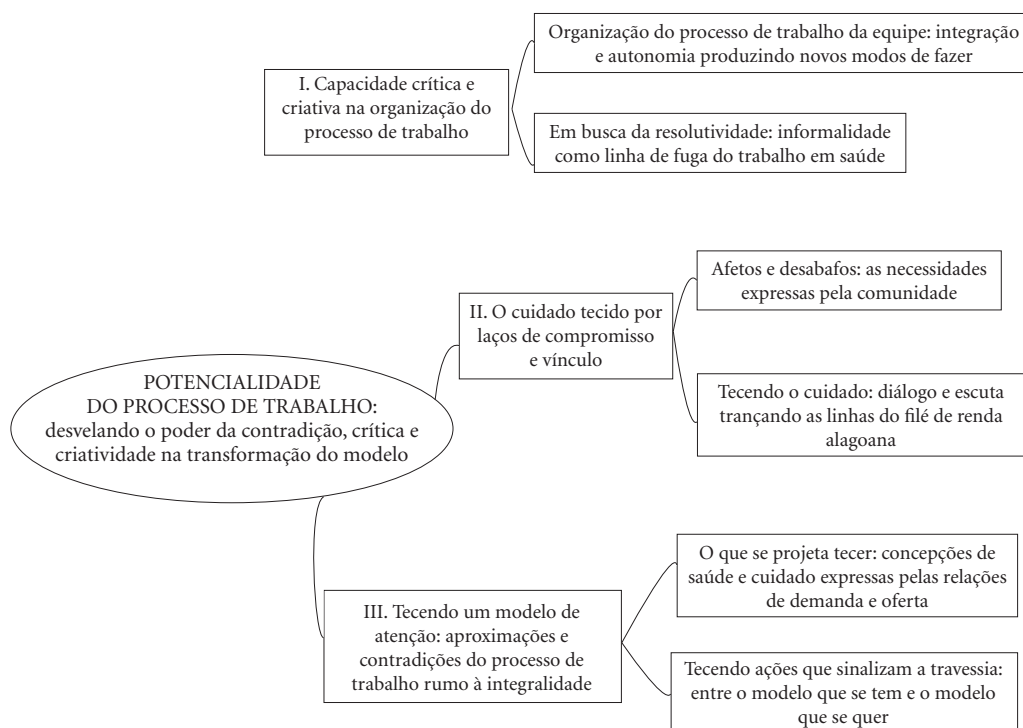 Organização do processo de trabalho da equipe: integração
e autonomia produzindo novos modos de fazer
I. Capacidade crítica e
criativa na organização do
processo de trabalho
Em busca da resolutividade: informalidade
como linha de fuga do trabalho em saúde
Afetos e desabafos: as necessidades
expressas pela comunidade
II. O cuidado tecido por
laços de compromisso
e vínculo
Tecendo o cuidado: diálogo e escuta
trançando as linhas do filé de renda
alagoana
POTENCIALIDADE
DO PROCESSO DE TRABALHO:
desvelando o poder da contradição, crítica e
criatividade na transformação do modelo
O que se projeta tecer: concepções de
saúde e cuidado expressas pelas relações
de demanda e oferta
III. Tecendo um modelo de
atenção: aproximações e
contradições do processo de
trabalho rumo à integralidade
Tecendo ações que sinalizam a travessia:
entre o modelo que se tem e o modelo
que se quer